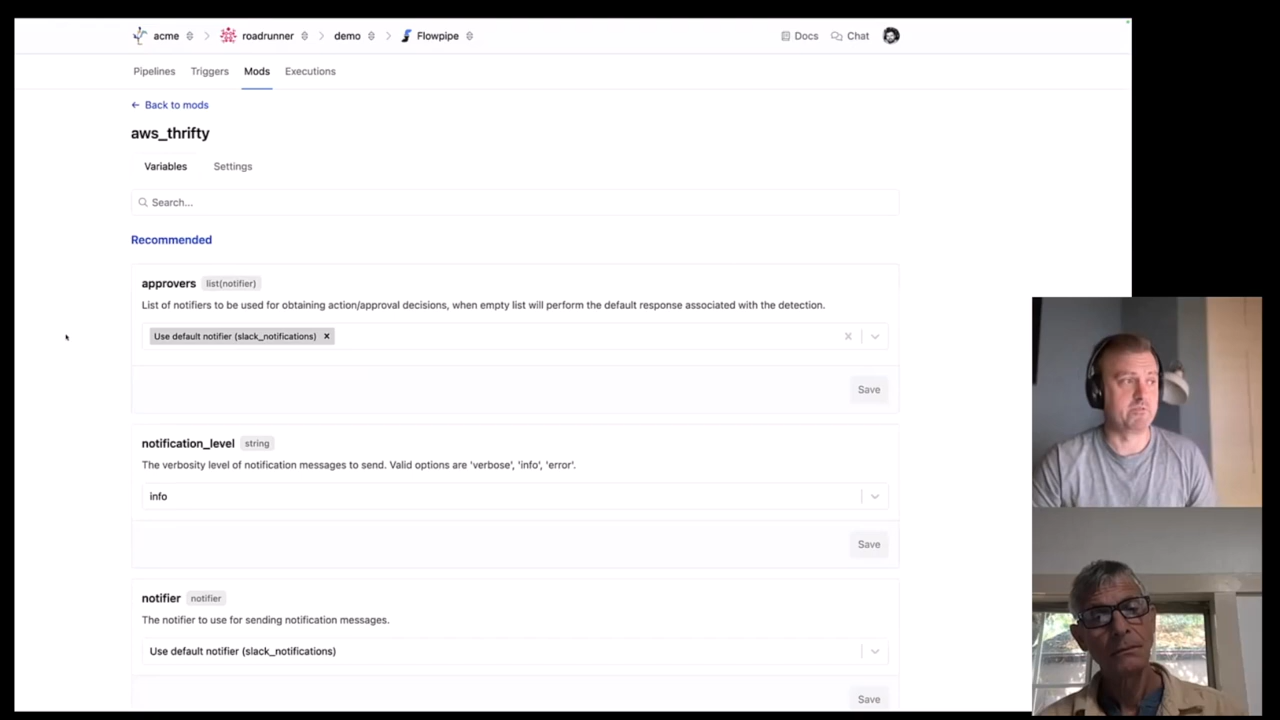 acme roadrunner demo Flowpipe Docs Chat
Pipelines Triggers Mods Executions
← Back to mods
aws_thrifty
Variables Settings
Search...
Recommended
approvers list(notifier)
List of notifiers to be used for obtaining action/approval decisions, when empty list will perform the default response associated with the detection.
Use default notifier (slack_notifications)
Save
notification_level string
The verbosity level of notification messages to send. Valid options are 'verbose', 'info', 'error'.
info
Save
notifier notifier
The notifier to use for sending notification messages.
Use default notifier (slack_notifications)
Save